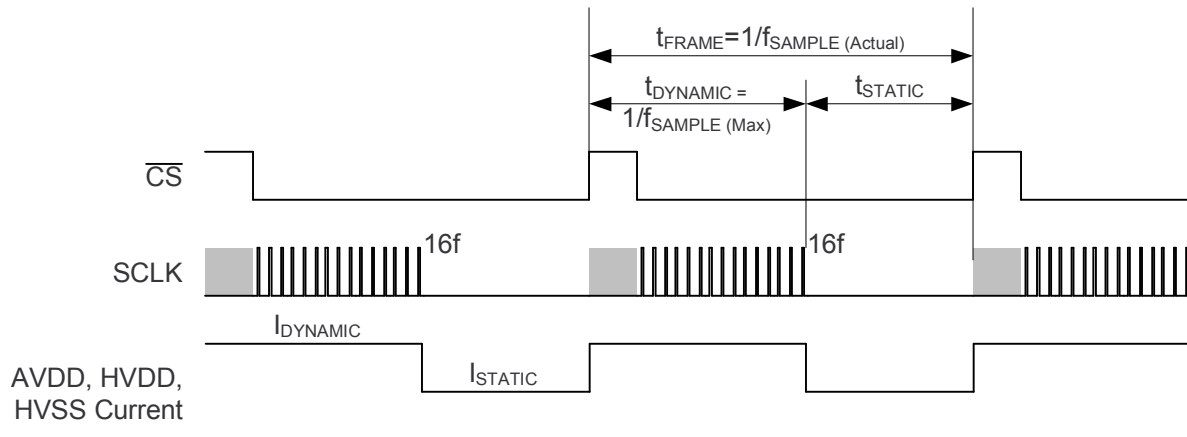 tFRAME=1/fSAMPLE (Actual)
tDYNAMIC =
1/fSAMPLE (Max)
tSTATIC
CS
SCLK
16f
16f
IDYNAMIC
ISTATIC
AVDD, HVDD,
HVSS Current